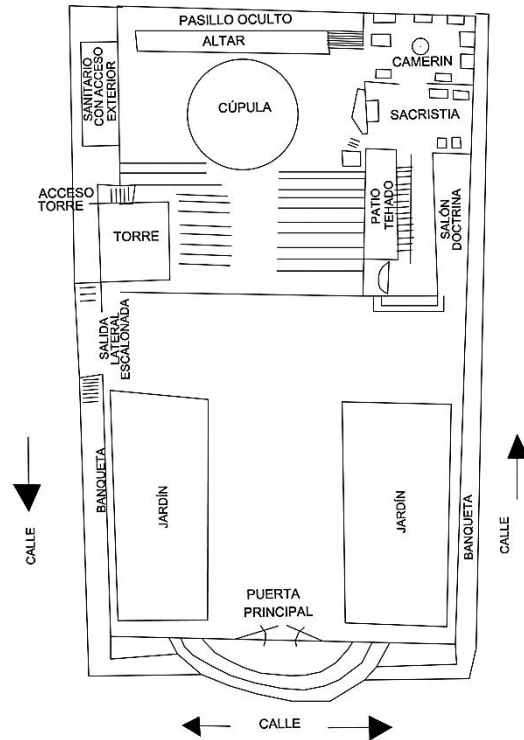 PASILLO OCULTO
ALTAR
SANITARIO
CON ACCESO
EXTERIOR
CÚPULA
CAMERIN
SACRISTIA
ACCESO
TORRE
TORRE
PATIO
TEHADO
SALÓN
DOCTRINA
SALIDA
LATERAL
ESCALONADA
CALLE
BANQUETA
JARDÍN
JARDÍN
BANQUETA
CALLE
PUERTA
PRINCIPAL
CALLE